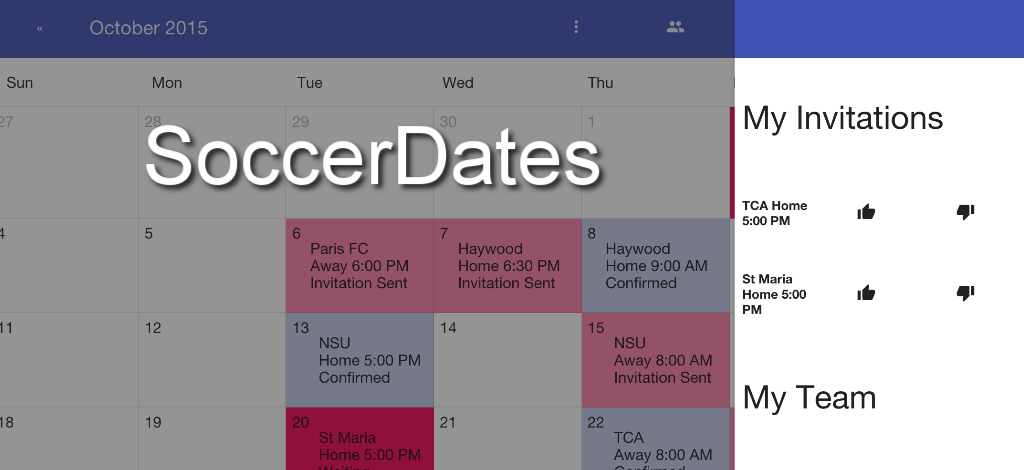 « October 2015
Sun Mon Tue Wed Thu
27 28 29 30 1
SoccerDates
4 5 6 7 8
Paris FC
Away 6:00 PM
Invitation Sent
Haywood
Home 6:30 PM
Invitation Sent
Haywood
Home 9:00 AM
Confirmed
11 12 13 14 15
NSU
Home 5:00 PM
Confirmed
NSU
Away 8:00 AM
Invitation Sent
18 19 20 21 22
St Maria
Home 5:00 PM
Waiting
TCA
Away 8:00 AM
Confirmed
My Invitations
TCA Home
5:00 PM
St Maria
Home 5:00
PM
My Team